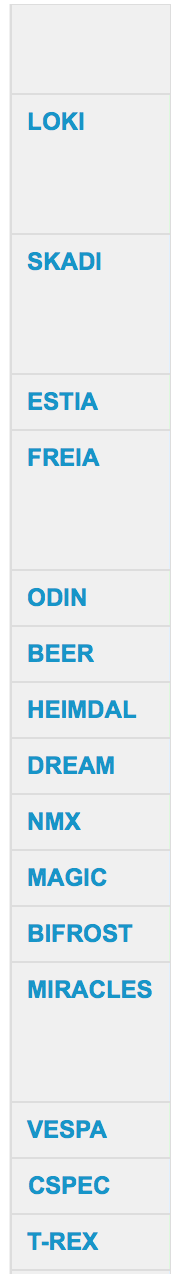 LOKI
SKADI
ESTIA
FREIA
ODIN
BEER
HEIMDAL
DREAM
NMX
MAGIC
BIFROST
MIRACLES
VESPA
CSPEC
T-REX